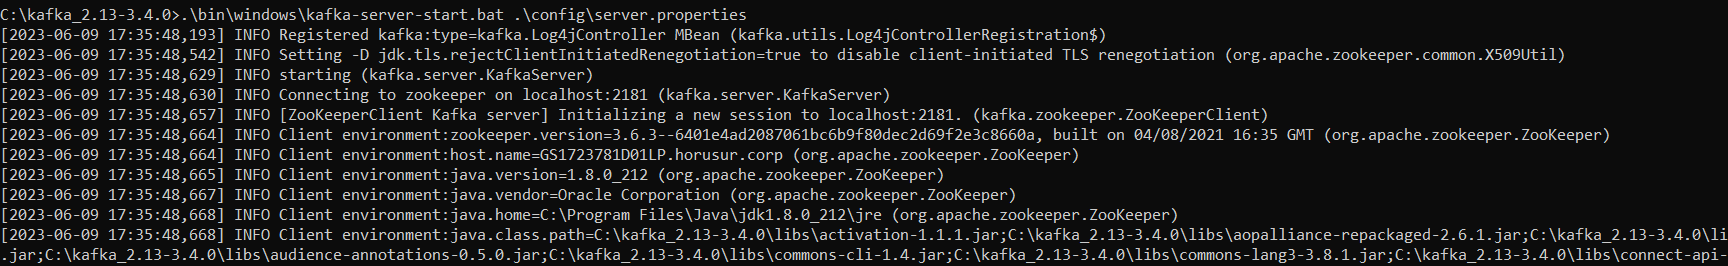 C:\kafka_2.13-3.4.0>.\bin\windows\kafka-server-start.bat .\config\server.properties
[2023-06-09 17:35:48,193] INFO Registered kafka:type=kafka.Log4jController MBean (kafka.utils.Log4jControllerRegistration$)
[2023-06-09 17:35:48,542] INFO Setting -D jdk.tls.rejectClientInitiatedRenegotiation=true to disable client-initiated TLS renegotiation (org.apache.zookeeper.common.X509Util)
[2023-06-09 17:35:48,629] INFO starting (kafka.server.KafkaServer)
[2023-06-09 17:35:48,630] INFO Connecting to zookeeper on localhost:2181 (kafka.server.KafkaServer)
[2023-06-09 17:35:48,657] INFO [ZooKeeperClient Kafka server] Initializing a new session to localhost:2181. (kafka.zookeeper.ZooKeeperClient)
[2023-06-09 17:35:48,664] INFO Client environment:zookeeper.version=3.6.3--6401e4ad2087061bc6b9f80dec2d69f2e3c8660a, built on 04/08/2021 16:35 GMT (org.apache.zookeeper.ZooKeeper)
[2023-06-09 17:35:48,664] INFO Client environment:host.name=GS1723781D01LP.horusur.corp (org.apache.zookeeper.ZooKeeper)
[2023-06-09 17:35:48,665] INFO Client environment:java.version=1.8.0_212 (org.apache.zookeeper.ZooKeeper)
[2023-06-09 17:35:48,667] INFO Client environment:java.vendor=Oracle Corporation (org.apache.zookeeper.ZooKeeper)
[2023-06-09 17:35:48,668] INFO Client environment:java.home=C:\Program Files\Java\jdk1.8.0_212\jre (org.apache.zookeeper.ZooKeeper)
[2023-06-09 17:35:48,668] INFO Client environment:java.class.path=C:\kafka_2.13-3.4.0\libs\activation-1.1.1.jar;C:\kafka_2.13-3.4.0\libs\aopalliance-repackaged-2.6.1.jar;C:\kafka_2.13-3.4.0\li
.jar;C:\kafka_2.13-3.4.0\libs\audience-annotations-0.5.0.jar;C:\kafka_2.13-3.4.0\libs\commons-cli-1.4.jar;C:\kafka_2.13-3.4.0\libs\commons-lang3-3.8.1.jar;C:\kafka_2.13-3.4.0\libs\connect-api-